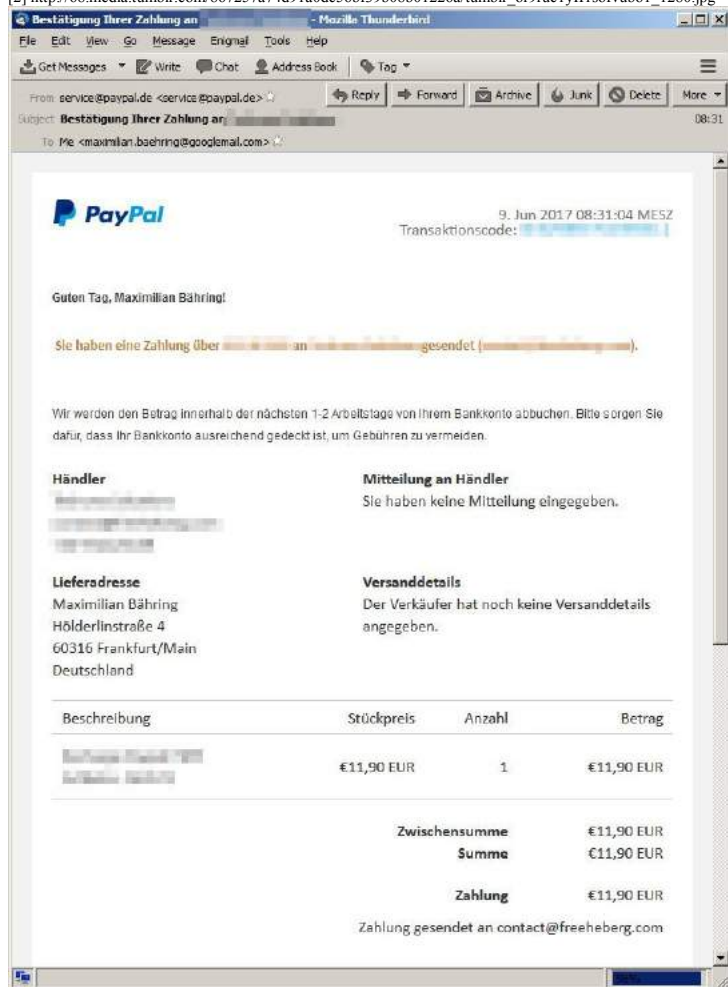 Bestätigung Ihrer Zahlung an - Mozilla Thunderbird
File Edit View Go Message Enigmail Tools Help
Get Messages Write Chat Address Book Tag
From service@paypal.de <service@paypal.de> Reply Forward Archive Junk Delete More
Subject Bestätigung Ihrer Zahlung an 08:31
To Me <maximilian.baehring@googlemail.com>
PayPal
9. Jun 2017 08:31:04 MESZ
Transaktionscode:
Guten Tag, Maximilian Bähring!
Sie haben eine Zahlung über an gesendet ( ).
Wir werden den Betrag innerhalb der nächsten 1-2 Arbeitstage von Ihrem Bankkonto abbuchen. Bitte sorgen Sie
dafür, dass Ihr Bankkonto ausreichend gedeckt ist, um Gebühren zu vermeiden.
Händler
Mitteilung an Händler
Sie haben keine Mitteilung eingegeben.
Lieferadresse
Maximilian Bähring
Hölderlinstraße 4
60316 Frankfurt/Main
Deutschland
Versanddetails
Der Verkäufer hat noch keine Versanddetails
angegeben.
Beschreibung Stückpreis Anzahl Betrag
€11,90 EUR 1 €11,90 EUR
Zwischensumme €11,90 EUR
Summe €11,90 EUR
Zahlung €11,90 EUR
Zahlung gesendet an contact@freeheberg.com